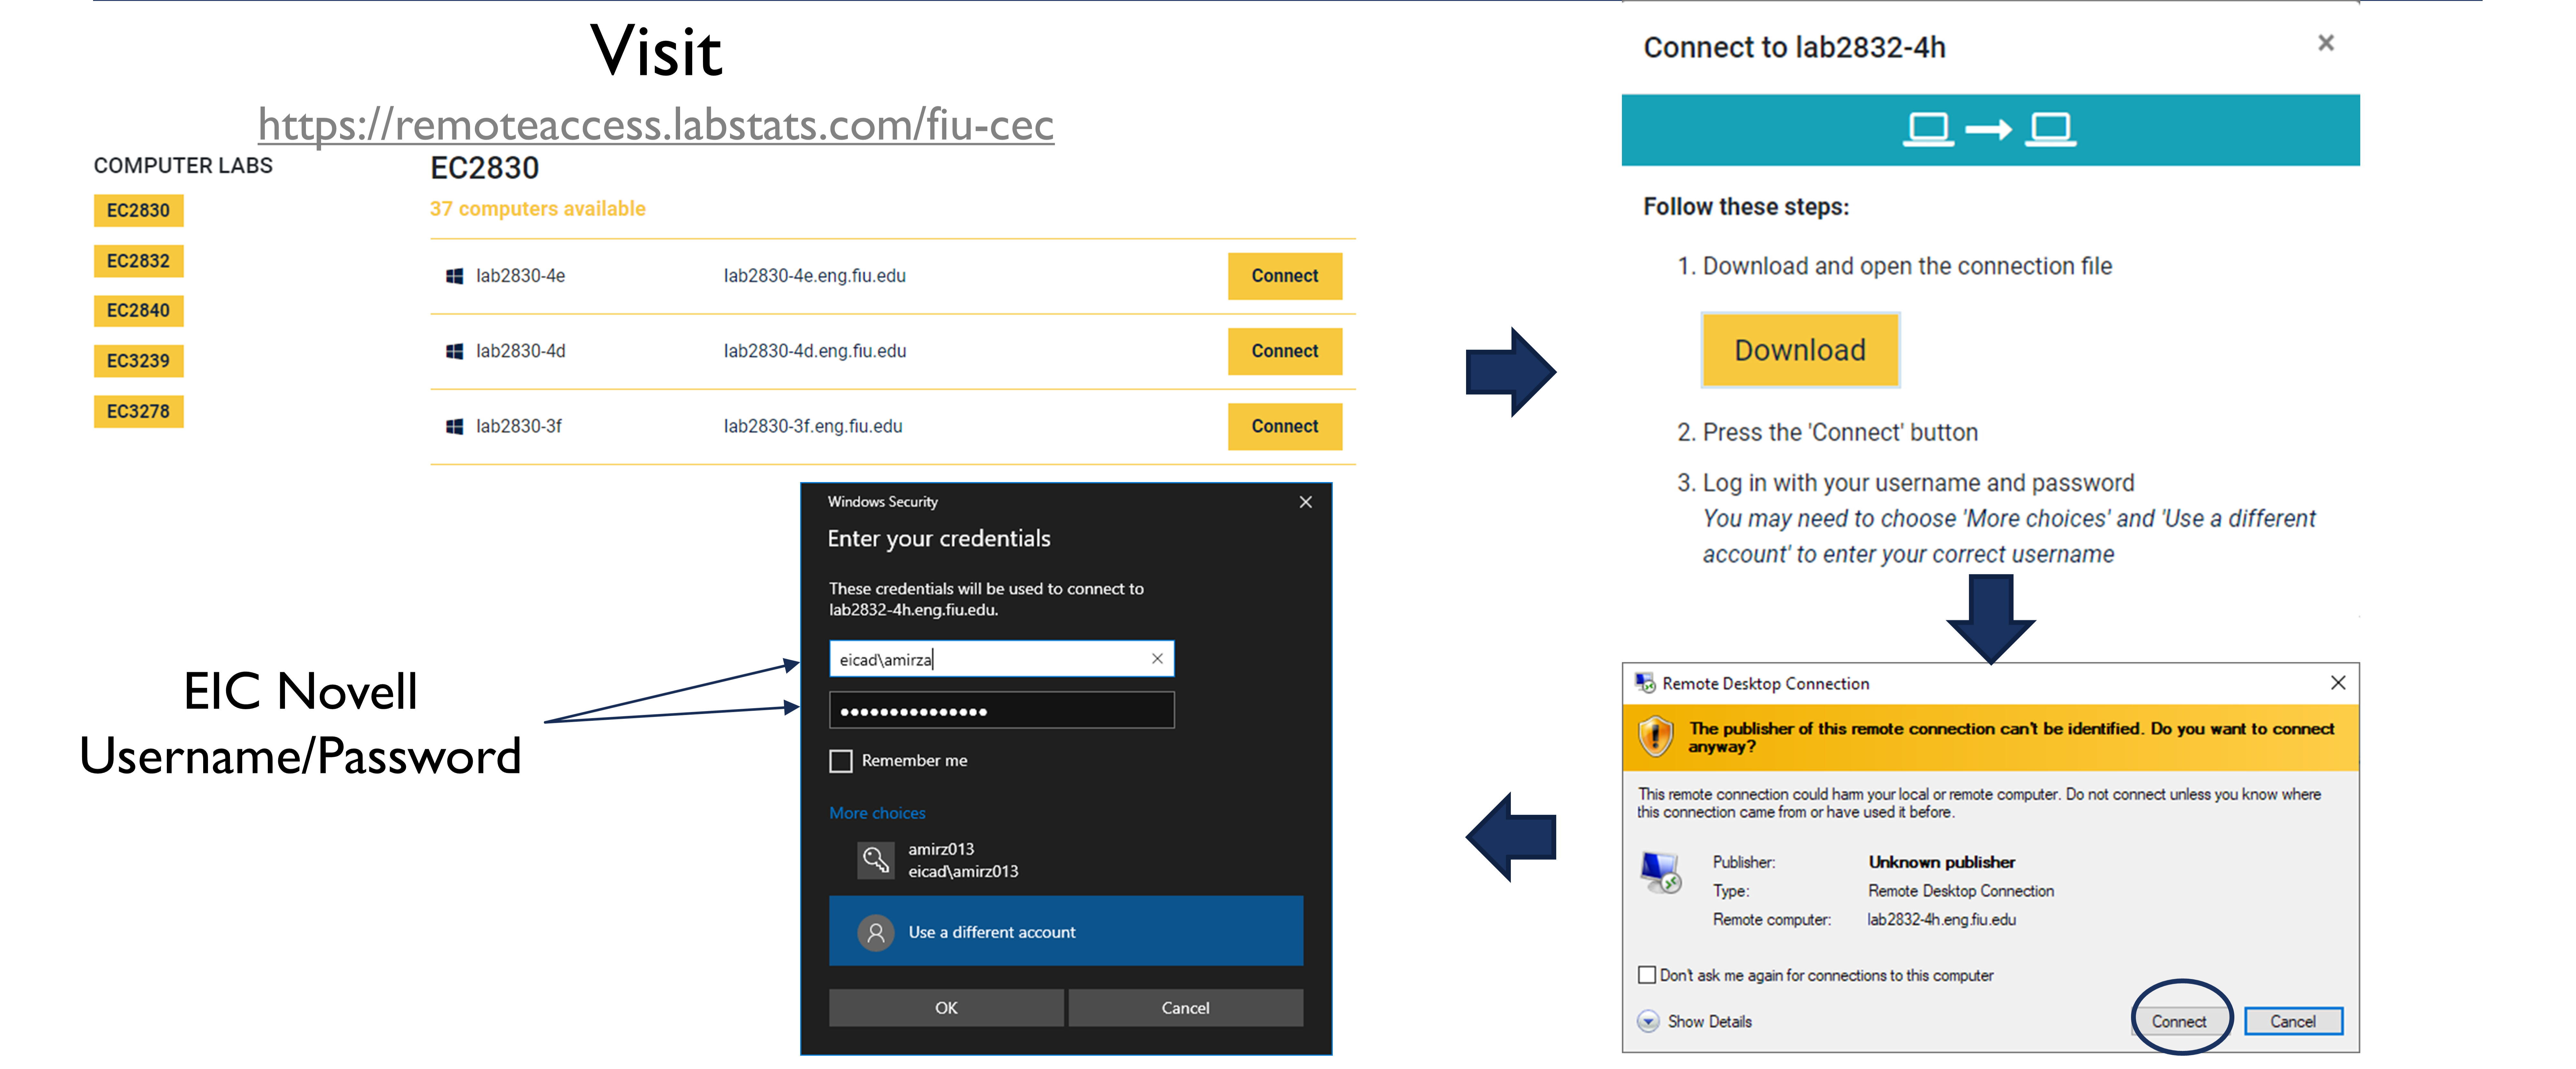 Visit
https://remoteaccess.labstats.com/fiu-cec
COMPUTER LABS
EC2830
EC2832
EC2840
EC3239
EC3278
EC2830
37 computers available
lab2830-4e lab2830-4e.eng.fiu.edu Connect
lab2830-4d lab2830-4d.eng.fiu.edu Connect
lab2830-3f lab2830-3f.eng.fiu.edu Connect
Connect to lab2832-4h ×
Follow these steps:
1. Download and open the connection file
Download
2. Press the 'Connect' button
3. Log in with your username and password
You may need to choose 'More choices' and 'Use a different
account' to enter your correct username
Remote Desktop Connection
The publisher of this remote connection can't be identified. Do you want to connect
anyway?
This remote connection could harm your local or remote computer. Do not connect unless you know where
this connection came from or have used it before.
Publisher: Unknown publisher
Type: Remote Desktop Connection
Remote computer: lab2832-4h.eng.fiu.edu
Don't ask me again for connections to this computer
Show Details Connect Cancel
Windows Security
Enter your credentials
These credentials will be used to connect to
lab2832-4h.eng.fiu.edu.
eicad\amirza
Remember me
More choices
amirz013
eicad\amirz013
Use a different account
OK Cancel
EIC Novell
Username/Password